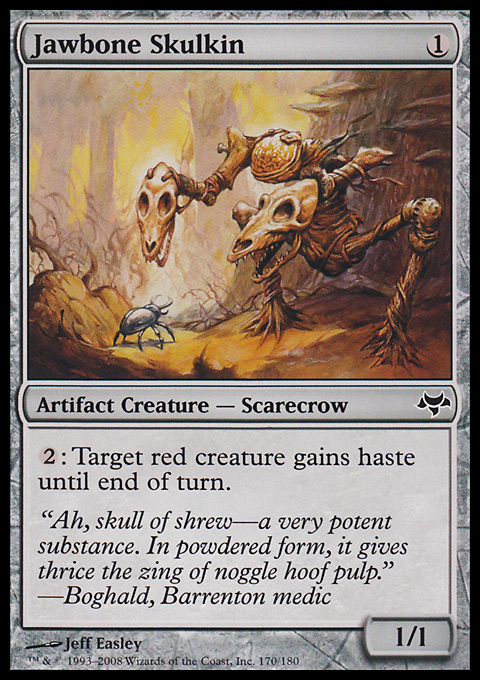 Jawbone Skulkin 1
Artifact Creature — Scarecrow
2: Target red creature gains haste
until end of turn.
“Ah, skull of shrew—a very potent
substance. In powdered form, it gives
thrice the zing of noggle hoof pulp.”
—Boghald, Barrenton medic
Jeff Easley
1/1
™ & © 1993–2008 Wizards of the Coast, Inc. 170/180